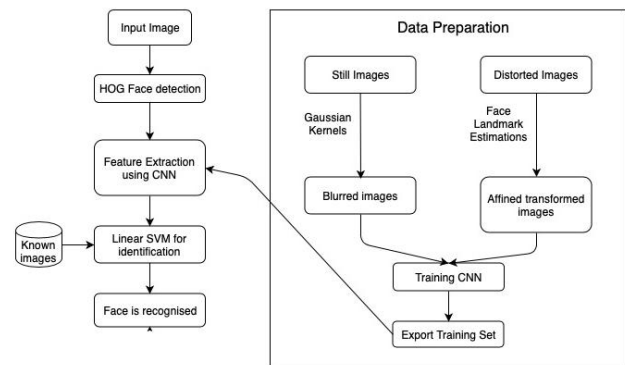 Input Image
HOG Face detection
Feature Extraction
using CNN
Linear SVM for
identification
Known
images
Face is recognised
Data Preparation
Still Images
Distorted Images
Gaussian
Kernels
Face
Landmark
Estimations
Blurred images
Affined transformed
images
Training CNN
Export Training Set